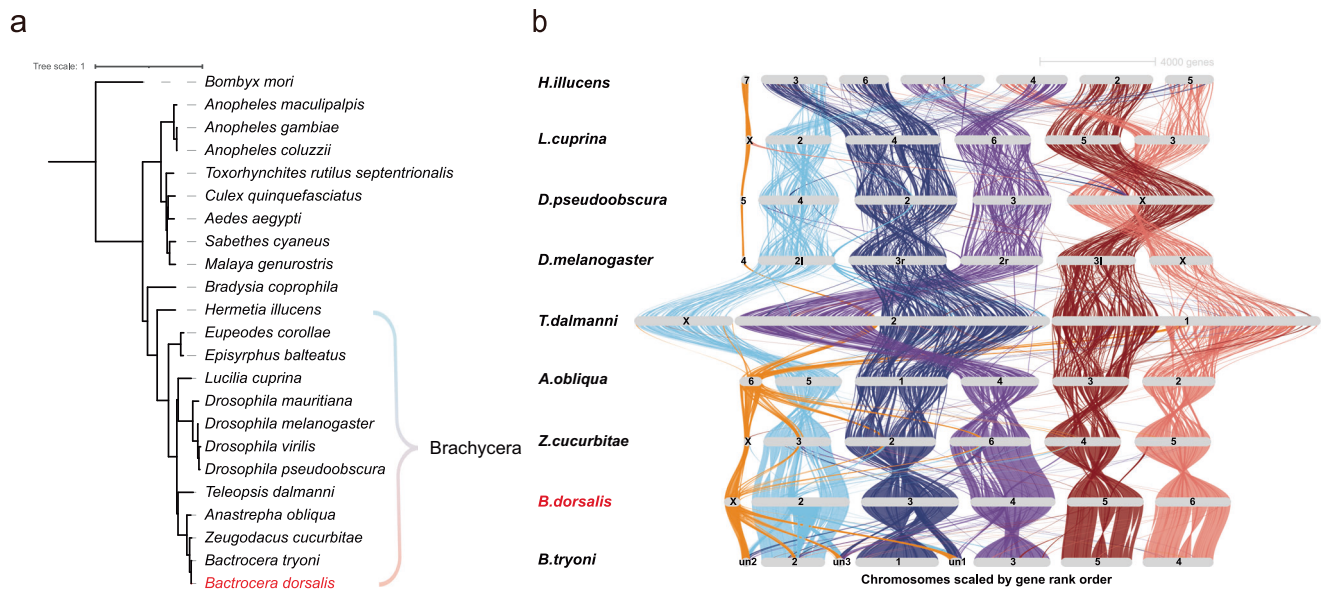 a
Tree scale: 1
Bombyx mori
Anopheles maculipalpis
Anopheles gambiae
Anopheles coluzzii
Toxorhynchites rutilus septentrionalis
Culex quinquefasciatus
Aedes aegypti
Sabethes cyaneus
Malaya genurostris
Bradysia coprophila
Hermetia illucens
Eupeodes corollae
Episyrphus balteatus
Lucilia cuprina
Drosophila mauritiana
Drosophila melanogaster
Drosophila virilis
Drosophila pseudoobscura
Teleopsis dalmanni
Anastrepha obliqua
Zeugodacus cucurbitae
Bactrocera tryoni
Bactrocera dorsalis
Brachycera
b
4000 genes
H.illucens 7 3 6 1 4 2 5
L.cuprina X 2 4 6 5 3
D.pseudoobscura 5 4 2 3 X
D.melanogaster 4 2l 3r 2r 3l X
T.dalmanni X 2 1
A.obliqua 6 5 1 4 3 2
Z.cucurbitae X 3 2 6 4 5
B.dorsalis X 2 3 4 5 6
B.tryoni un2 2 un3 1 un1 3 5 4
Chromosomes scaled by gene rank order